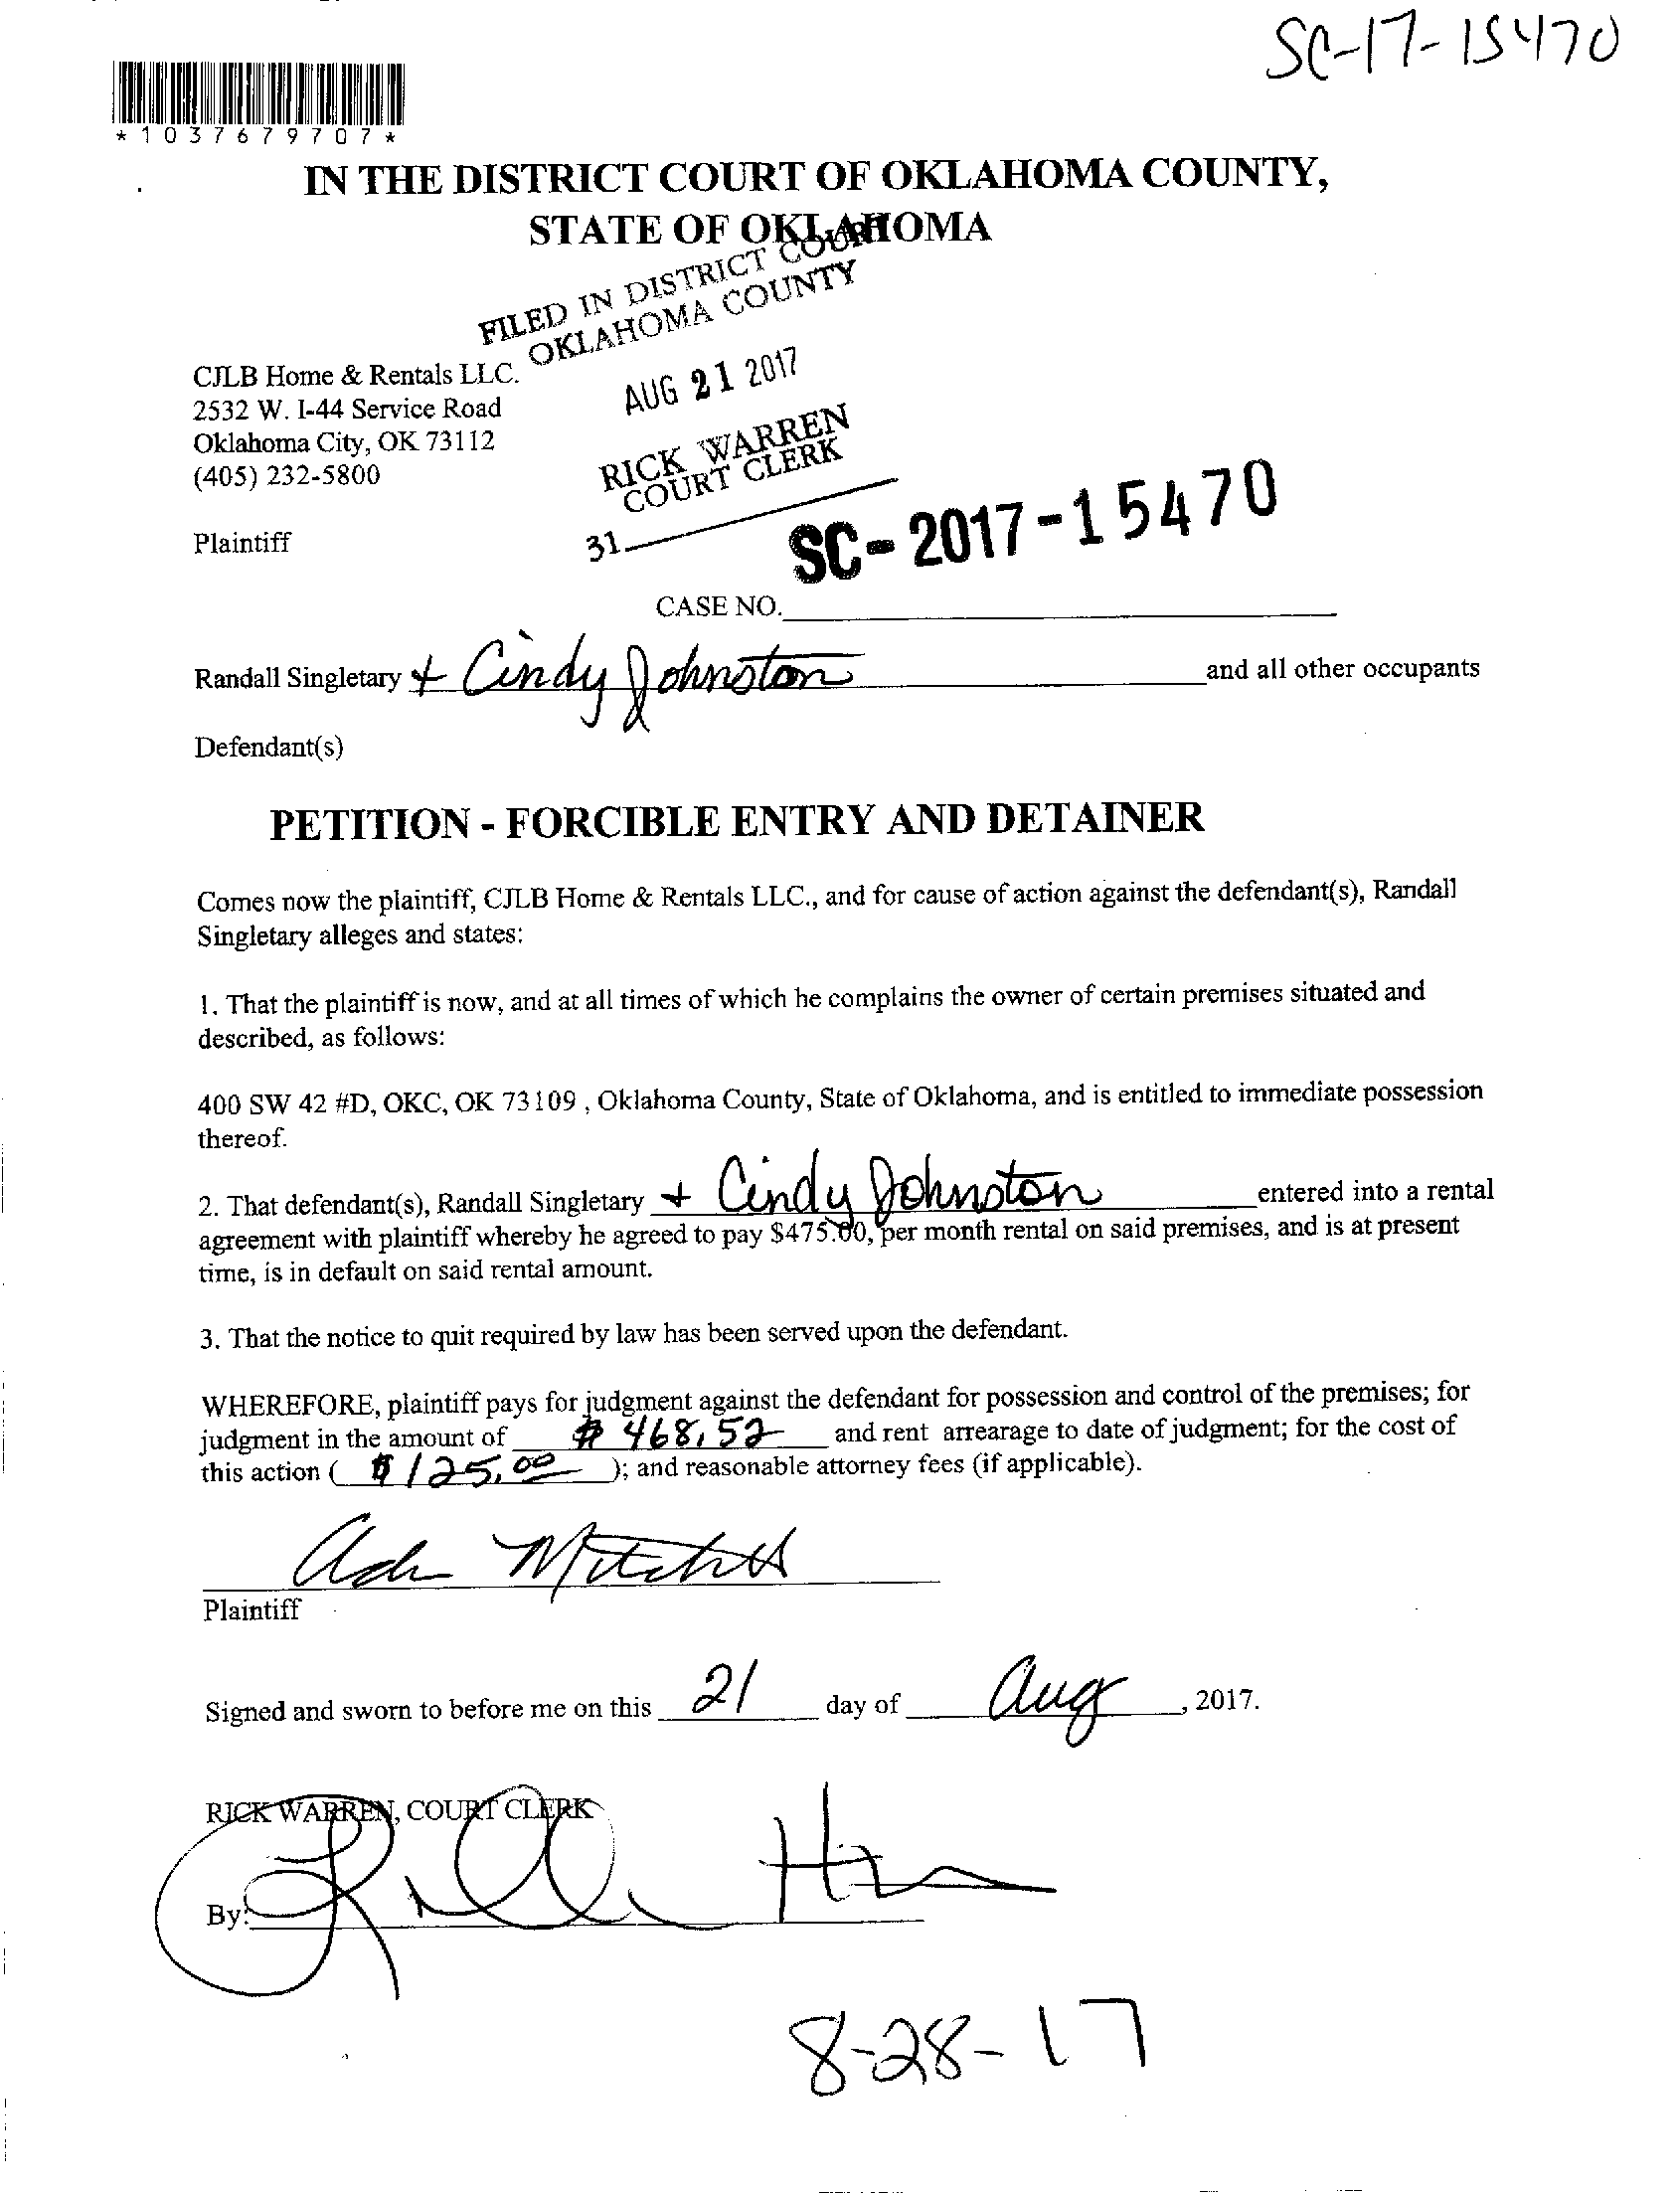 SC-17-15470
*1037679707*
IN THE DISTRICT COURT OF OKLAHOMA COUNTY,
STATE OF OKLAHOMA
FILED IN DISTRICT COURT
OKLAHOMA COUNTY
CJLB Home & Rentals LLC.
2532 W. I-44 Service Road
Oklahoma City, OK 73112
(405) 232-5800
AUG 21 2017
RICK WARREN
COURT CLERK
31
Plaintiff
SC-2017-15470
CASE NO.
Randall Singletary + Cindy Johnston and all other occupants
Defendant(s)
PETITION - FORCIBLE ENTRY AND DETAINER
Comes now the plaintiff, CJLB Home & Rentals LLC., and for cause of action against the defendant(s), Randall
Singletary alleges and states:
1. That the plaintiff is now, and at all times of which he complains the owner of certain premises situated and
described, as follows:
400 SW 42 #D, OKC, OK 73109 , Oklahoma County, State of Oklahoma, and is entitled to immediate possession
thereof.
2. That defendant(s), Randall Singletary + Cindy Johnston entered into a rental
agreement with plaintiff whereby he agreed to pay $475.00, per month rental on said premises, and is at present
time, is in default on said rental amount.
3. That the notice to quit required by law has been served upon the defendant.
WHEREFORE, plaintiff pays for judgment against the defendant for possession and control of the premises; for
judgment in the amount of $ 468.52 and rent arrearage to date of judgment; for the cost of
this action ( $125.00 ); and reasonable attorney fees (if applicable).
Plaintiff
Signed and sworn to before me on this 21 day of Aug, 2017.
RICK WARREN, COURT CLERK
By:
8-28-17